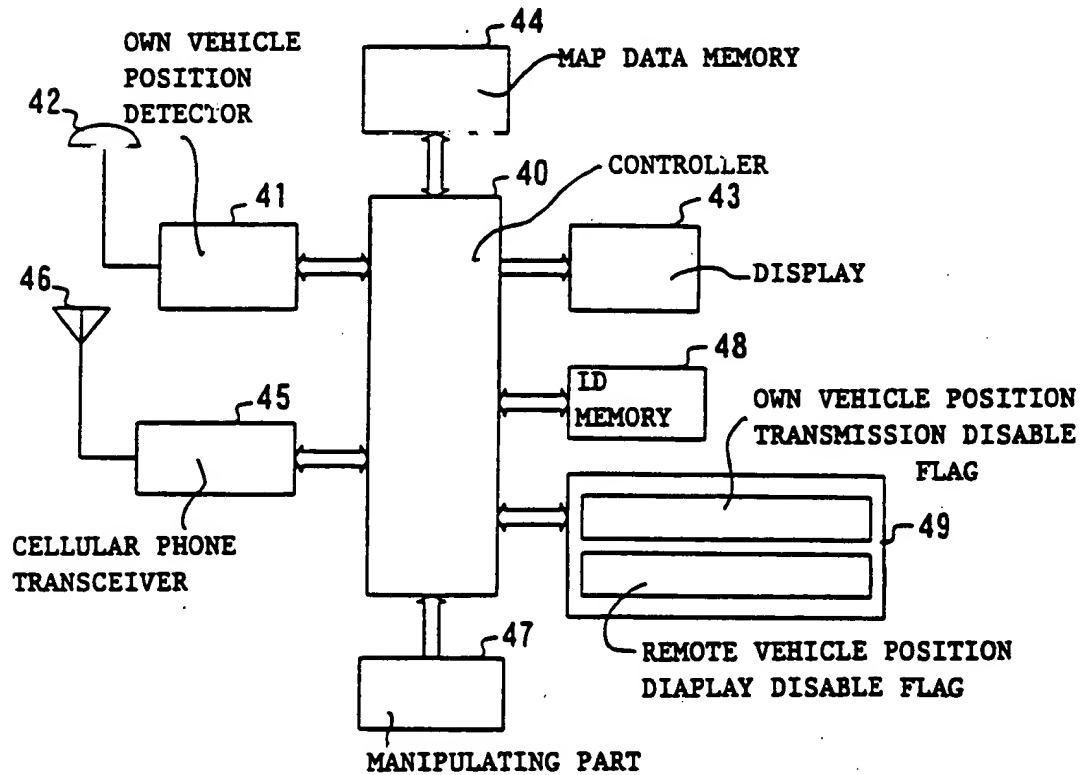 44
OWN VEHICLE
POSITION
DETECTOR
MAP DATA MEMORY
42
40
CONTROLLER
41
43
46
DISPLAY
48
ID
MEMORY
45
OWN VEHICLE POSITION
TRANSMISSION DISABLE
FLAG
49
CELLULAR PHONE
TRANSCEIVER
47
REMOTE VEHICLE POSITION
DIAPLAY DISABLE FLAG
MANIPULATING PART